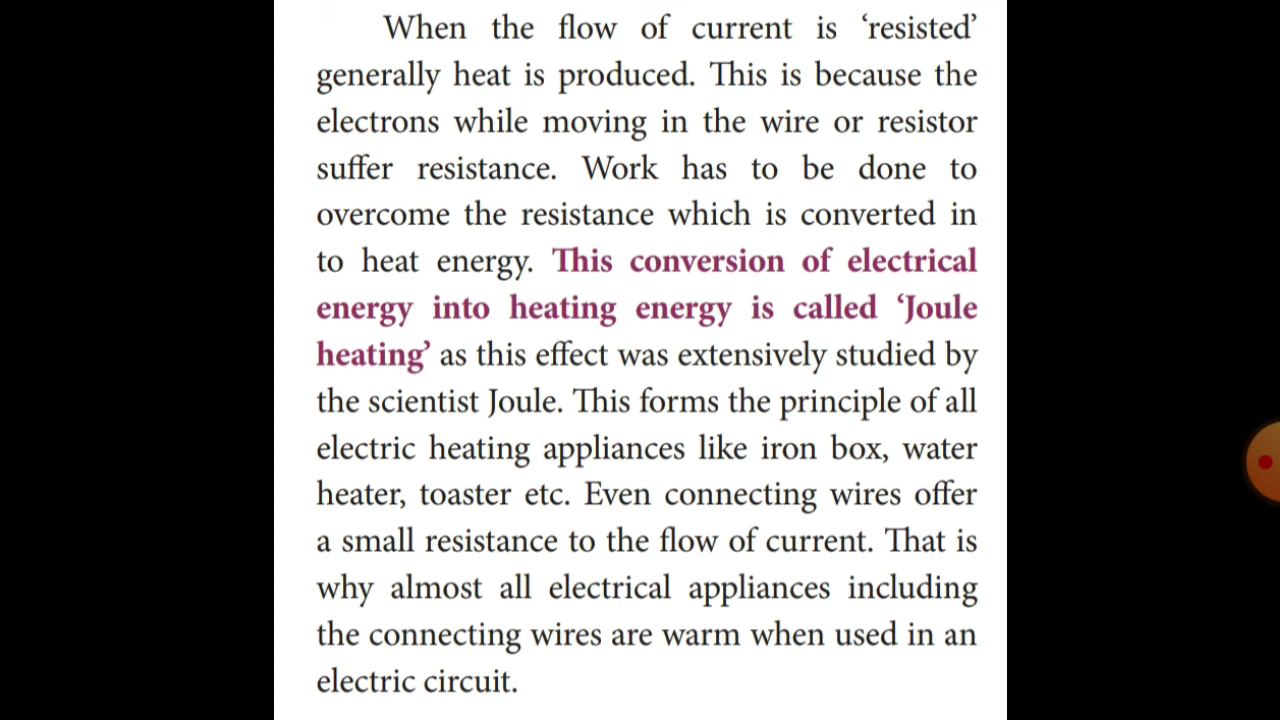 When the flow of current is ‘resisted’
generally heat is produced. This is because the
electrons while moving in the wire or resistor
suffer resistance. Work has to be done to
overcome the resistance which is converted in
to heat energy. This conversion of electrical
energy into heating energy is called ‘Joule
heating’ as this effect was extensively studied by
the scientist Joule. This forms the principle of all
electric heating appliances like iron box, water
heater, toaster etc. Even connecting wires offer
a small resistance to the flow of current. That is
why almost all electrical appliances including
the connecting wires are warm when used in an
electric circuit.